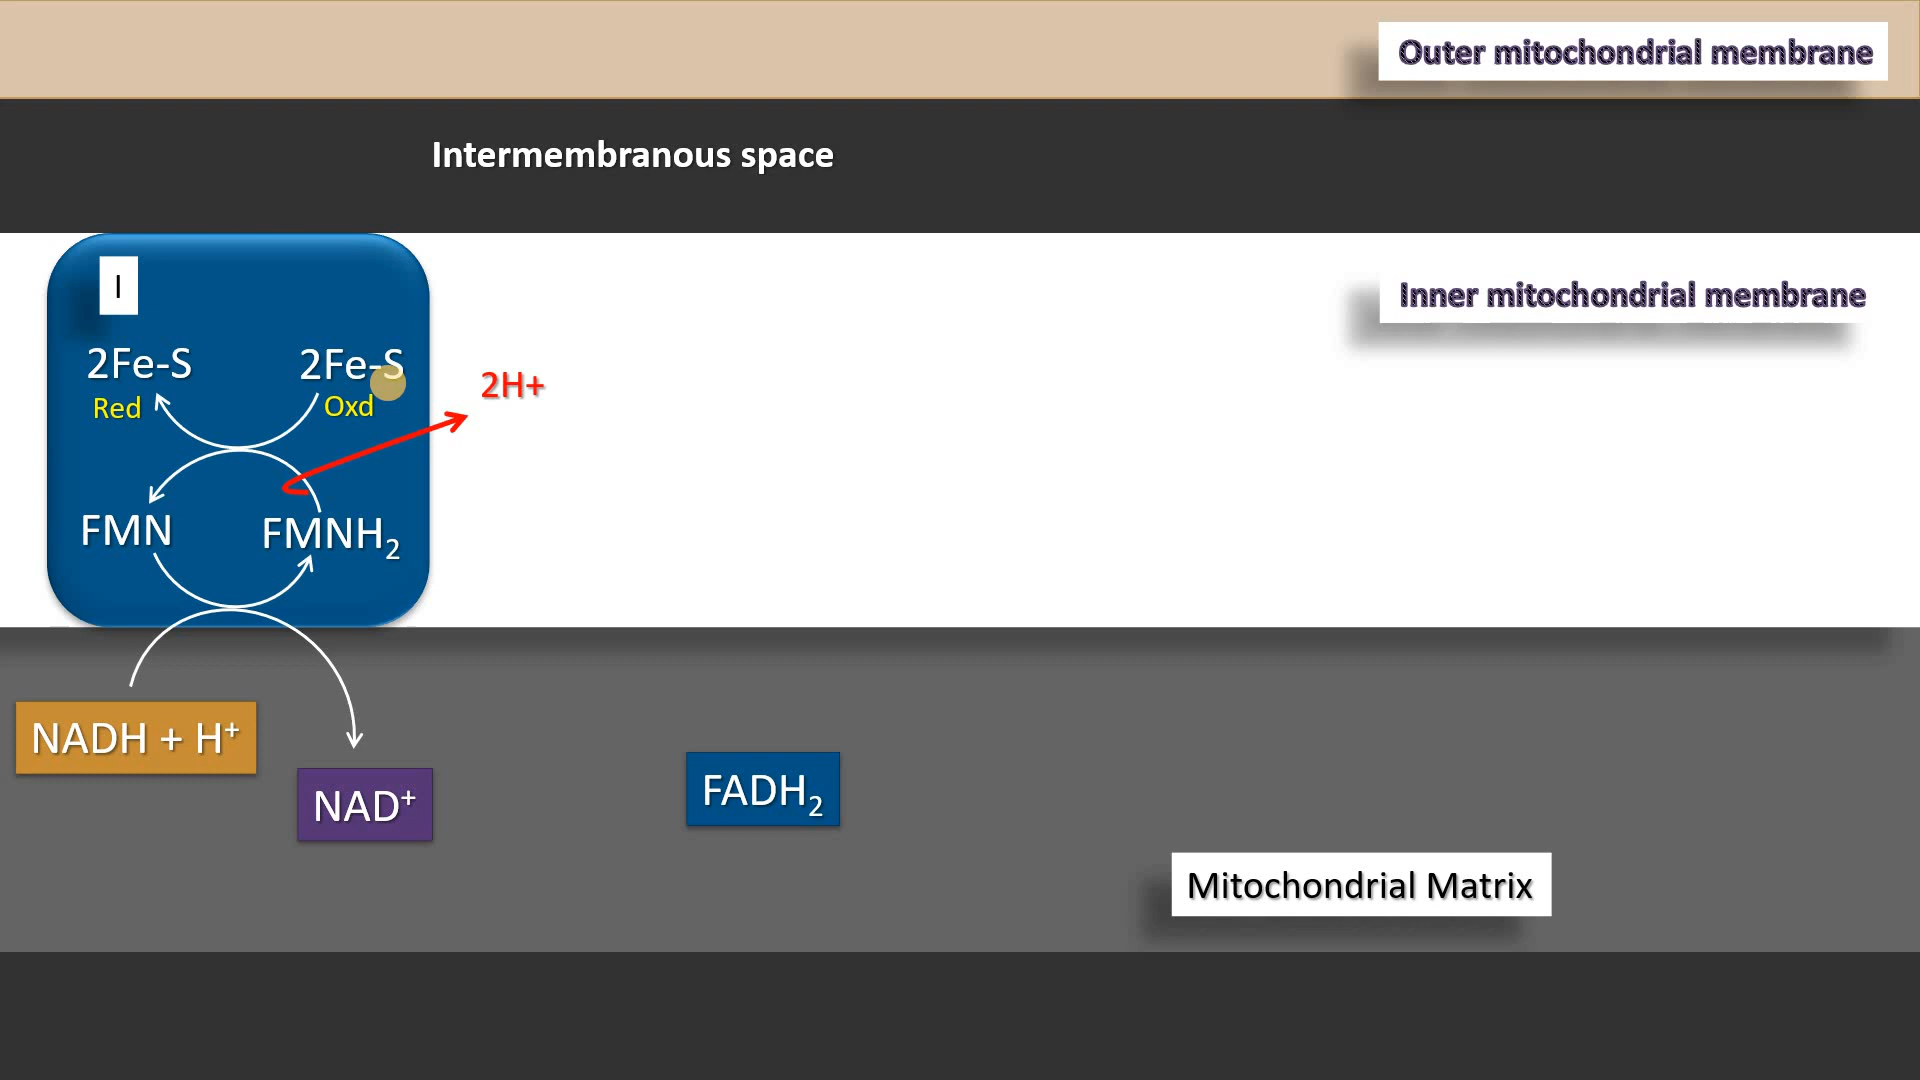 Outer mitochondrial membrane
Intermembranous space
I
Inner mitochondrial membrane
2Fe-S 2Fe-S
Red Oxd
2H+
FMN FMNH₂
NADH + H⁺
NAD⁺
FADH₂
Mitochondrial Matrix